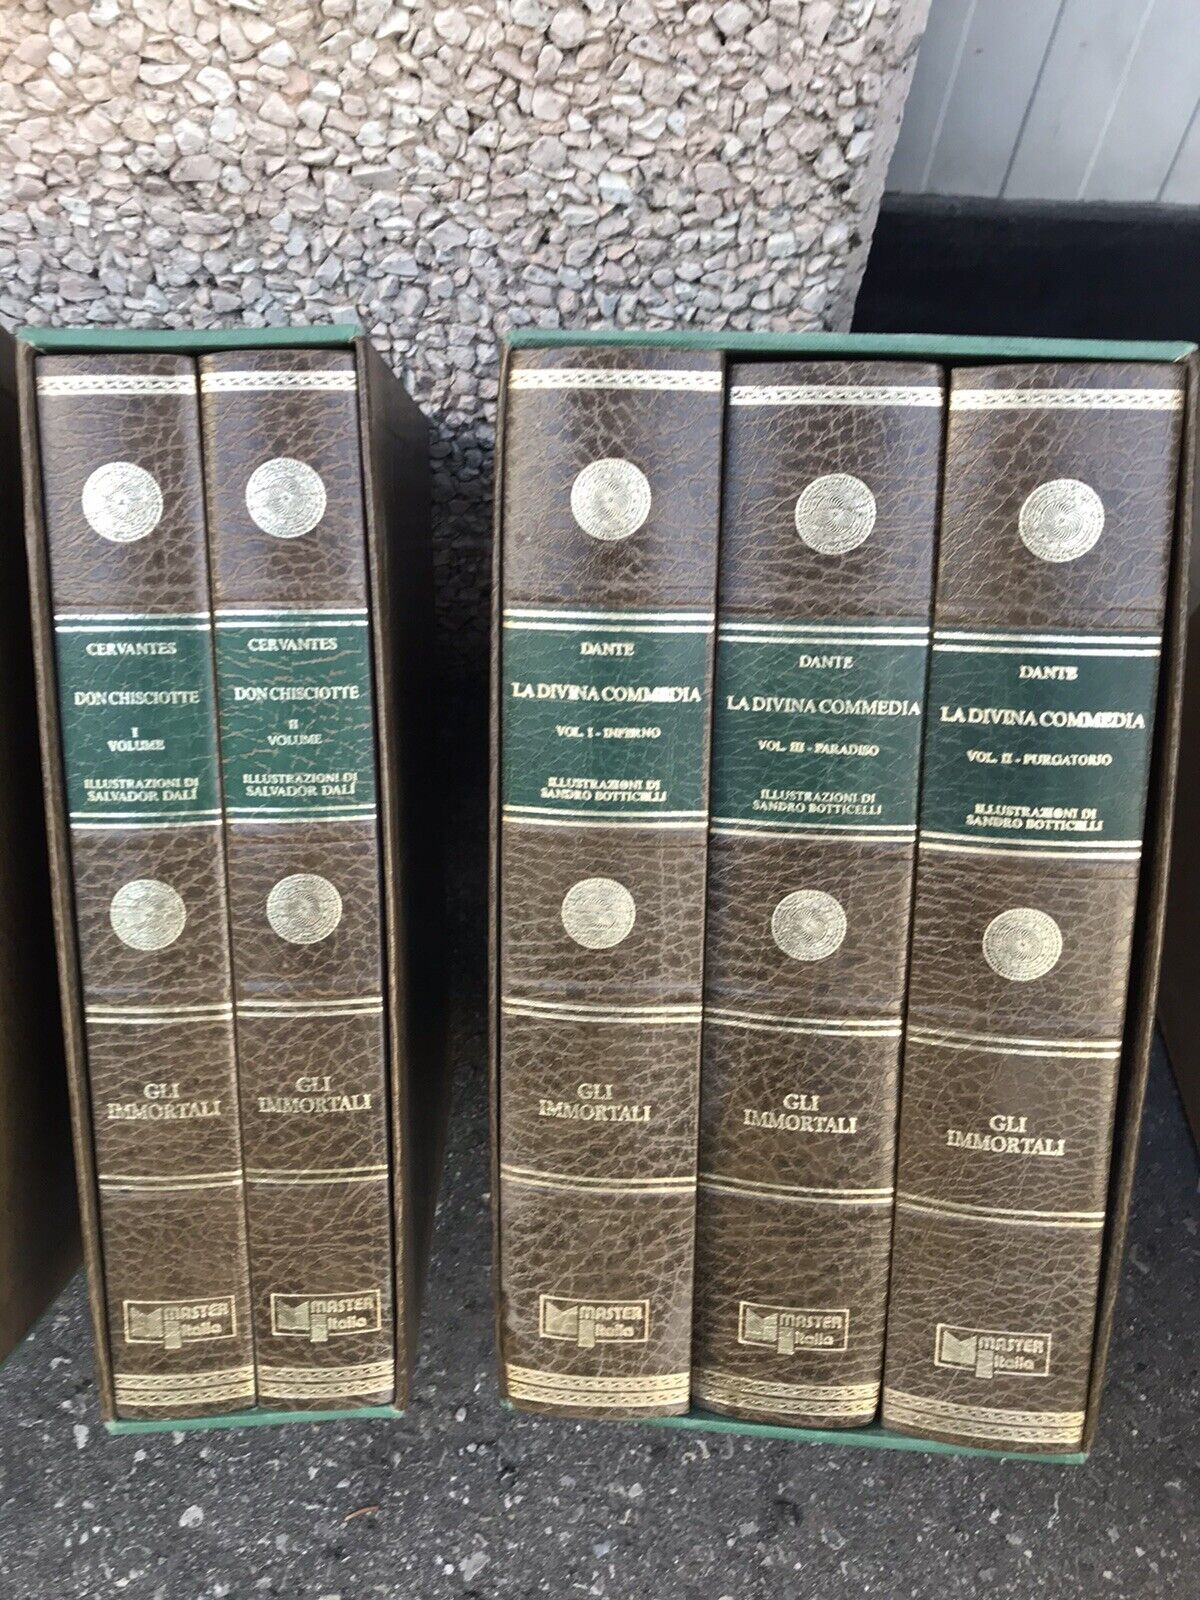 CERVANTES
DON CHISCIOTTE
I
VOLUME
ILLUSTRAZIONI DI
SALVADOR DALÍ
GLI
IMMORTALI
MASTER
Italia
CERVANTES
DON CHISCIOTTE
II
VOLUME
ILLUSTRAZIONI DI
SALVADOR DALÍ
GLI
IMMORTALI
MASTER
Italia
DANTE
LA DIVINA COMMEDIA
VOL. I - INFERNO
ILLUSTRAZIONI DI
SANDRO BOTTICELLI
GLI
IMMORTALI
MASTER
Italia
DANTE
LA DIVINA COMMEDIA
VOL. III - PARADISO
ILLUSTRAZIONI DI
SANDRO BOTTICELLI
GLI
IMMORTALI
MASTER
Italia
DANTE
LA DIVINA COMMEDIA
VOL. II - PURGATORIO
ILLUSTRAZIONI DI
SANDRO BOTTICELLI
GLI
IMMORTALI
MASTER
Italia